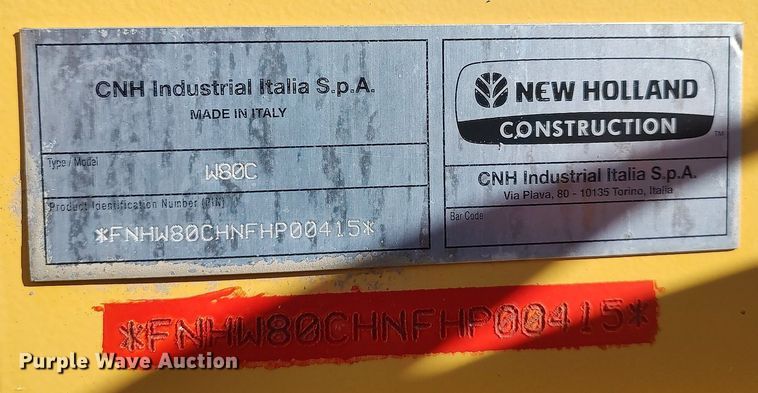 CNH Industrial Italia S.p.A.
MADE IN ITALY
Type / Model
W80C
Product Identification Number (PIN)
*FNHW80CHNFHP00415*
NEW HOLLAND
CONSTRUCTION
TM
CNH Industrial Italia S.p.A.
Via Plava, 80 - 10135 Torino, Italia
Bar Code
*FNHW80CHNFHP00415*
Purple Wave Auction